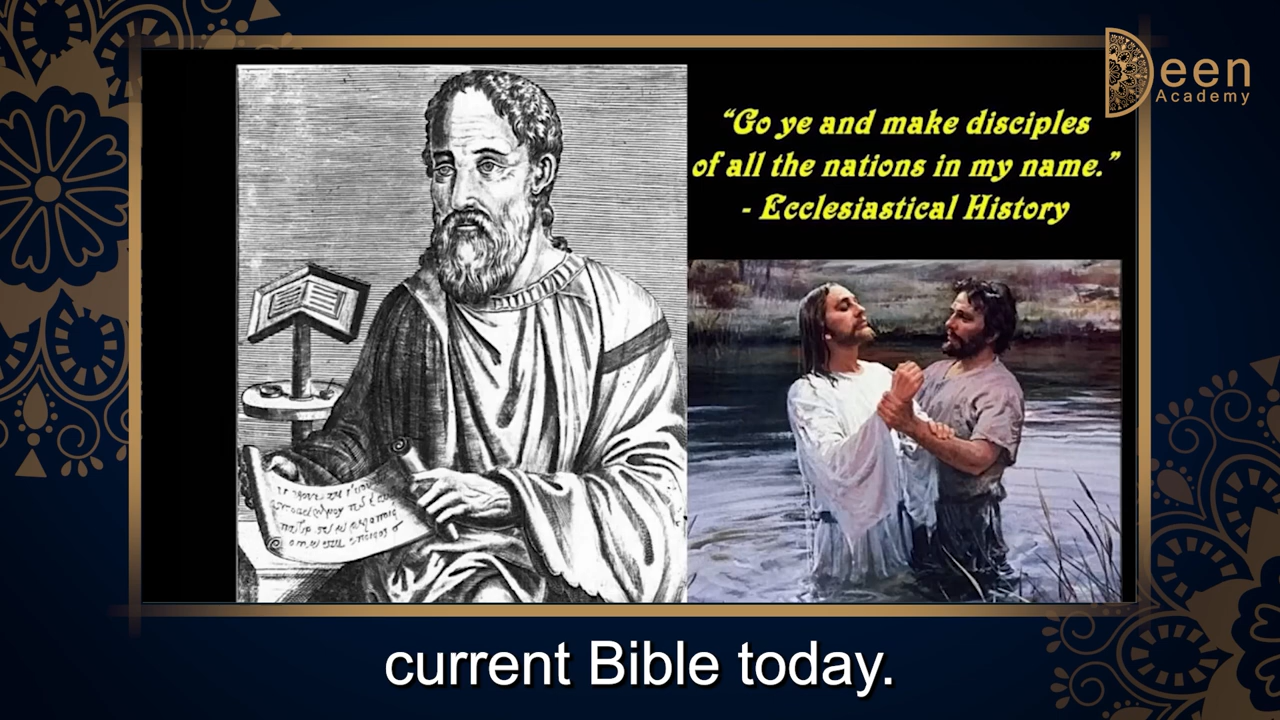 Deen
Academy
“Go ye and make disciples
of all the nations in my name.”
- Ecclesiastical History
current Bible today.